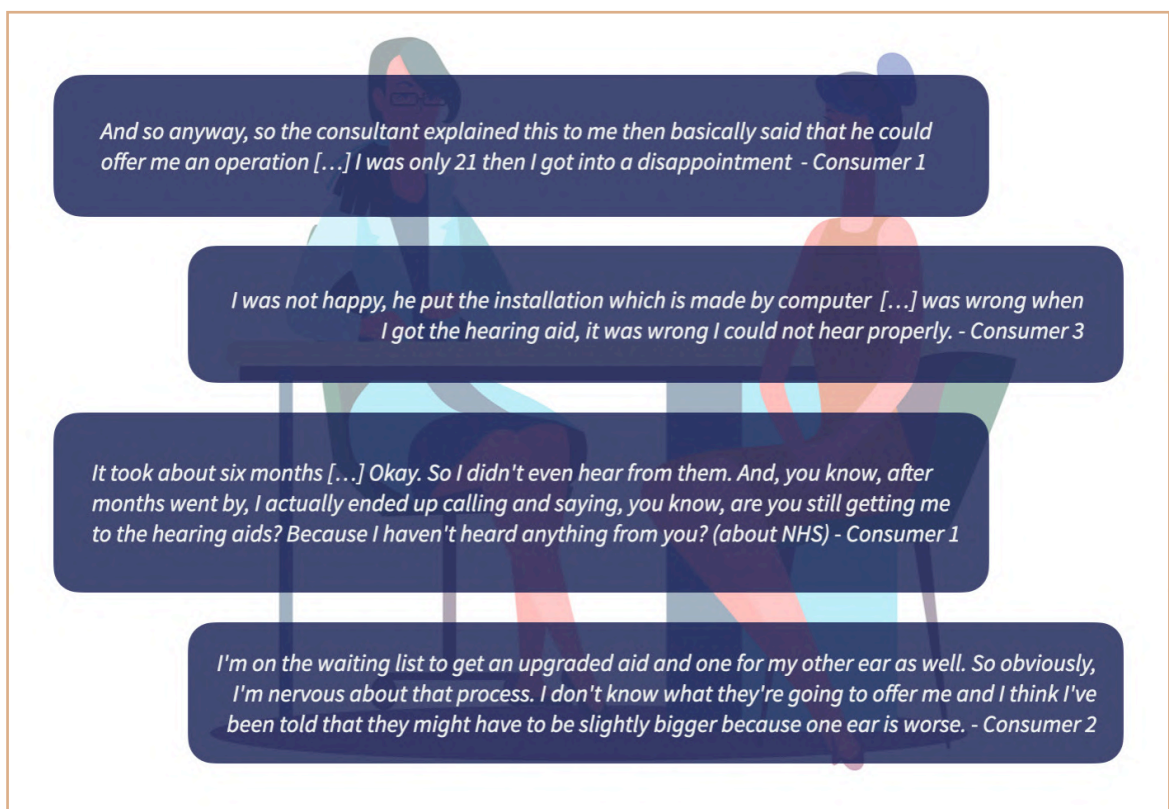 And so anyway, so the consultant explained this to me then basically said that he could
offer me an operation […] I was only 21 then I got into a disappointment - Consumer 1
I was not happy, he put the installation which is made by computer […] was wrong when
I got the hearing aid, it was wrong I could not hear properly. - Consumer 3
It took about six months […] Okay. So I didn't even hear from them. And, you know, after
months went by, I actually ended up calling and saying, you know, are you still getting me
to the hearing aids? Because I haven't heard anything from you? (about NHS) - Consumer 1
I'm on the waiting list to get an upgraded aid and one for my other ear as well. So obviously,
I'm nervous about that process. I don't know what they're going to offer me and I think I've
been told that they might have to be slightly bigger because one ear is worse. - Consumer 2